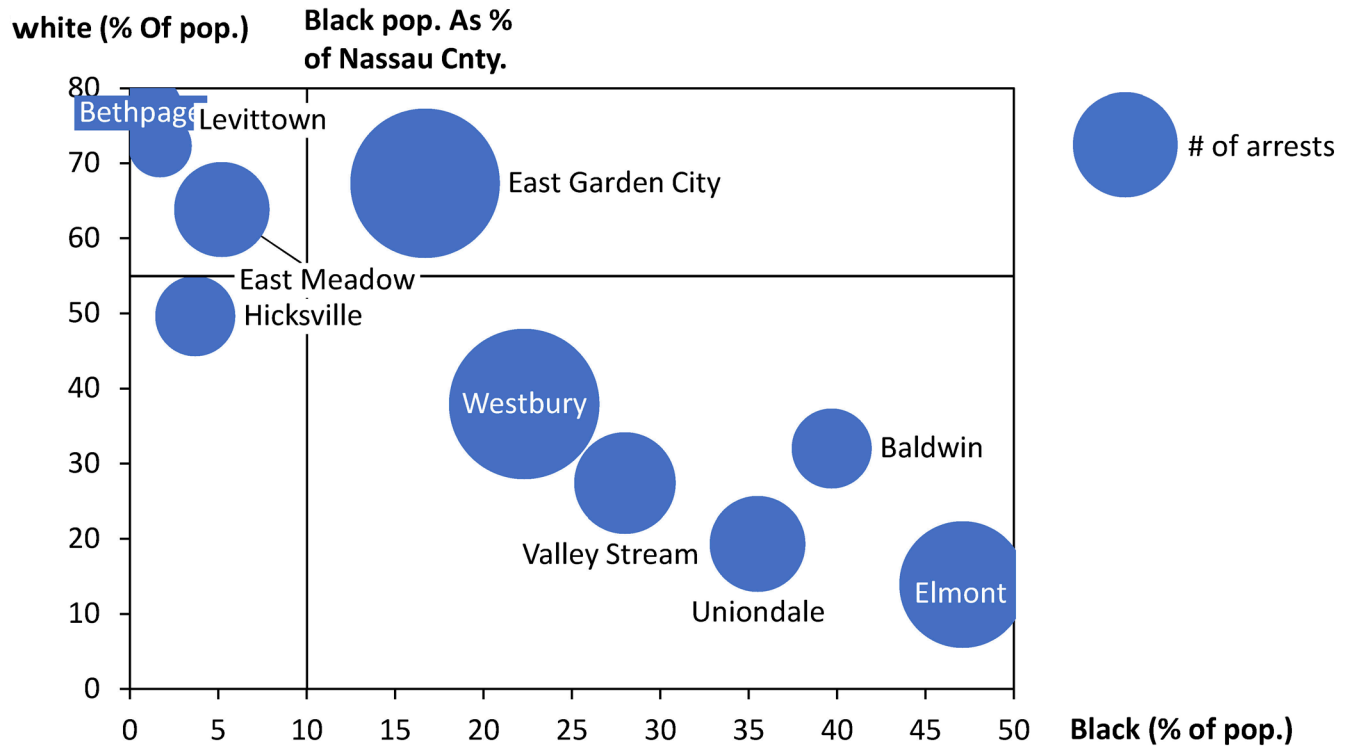 white (% Of pop.)
Black pop. As %
of Nassau Cnty.
80
Bethpage
Levittown
# of arrests
70
East Garden City
60
East Meadow
50
Hicksville
40
Westbury
30
Baldwin
20
Valley Stream
Uniondale
10
Elmont
0
0 5 10 15 20 25 30 35 40 45 50
Black (% of pop.)